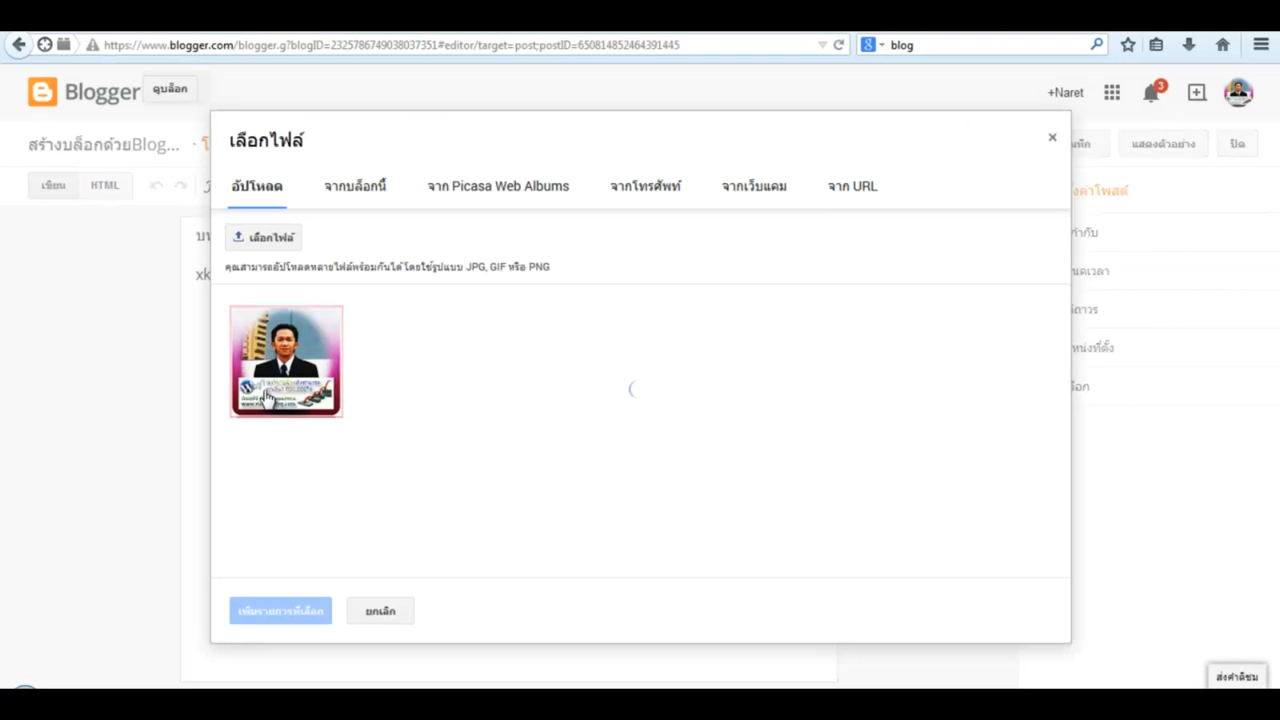 https://www.blogger.com/blogger.g?blogID=2325786749038037351#editor/target=post;postID=650814852464391445
blog
Blogger
ดูบล็อก
+Naret
3
สร้างบล็อกด้วยBlog...
เลือกไฟล์
แสดงตัวอย่าง
ปิด
เขียน
HTML
อัปโหลด
จากบล็อกนี้
จาก Picasa Web Albums
จากโทรศัพท์
จากเว็บแคม
จาก URL
เลือกไฟล์
คุณสามารถอัปโหลดหลายไฟล์พร้อมกันได้ โดยใช้รูปแบบ JPG, GIF หรือ PNG
xk
เพิ่มรายการที่เลือก
ยกเลิก
ส่งคำติชม